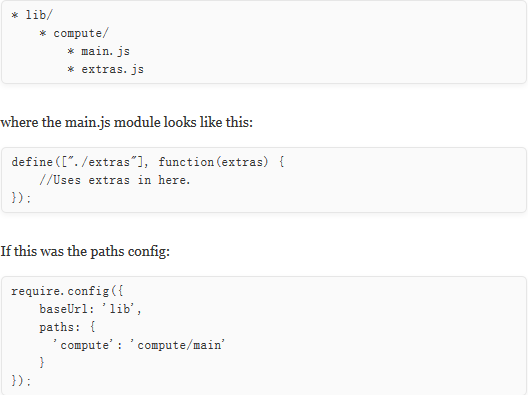 * lib/
    * compute/
        * main.js
        * extras.js
where the main.js module looks like this:
define(["./extras"], function(extras) {
    //Uses extras in here.
});
If this was the paths config:
require.config({
    baseUrl: 'lib',
    paths: {
      'compute': 'compute/main'
    }
});